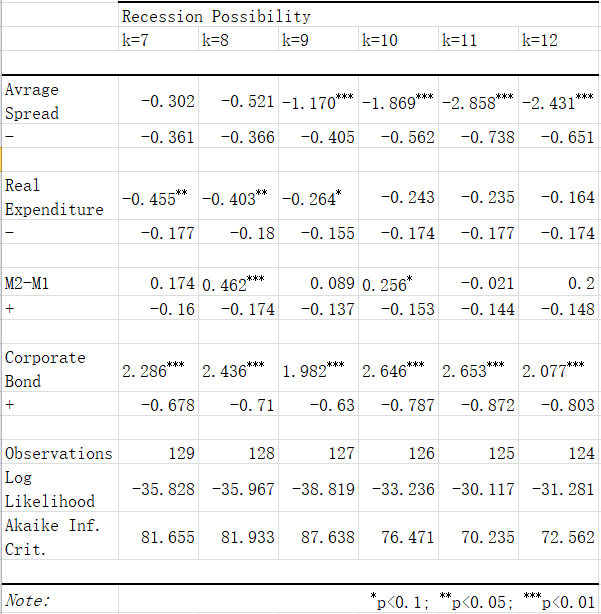 Recession Possibility
k=7 k=8 k=9 k=10 k=11 k=12
Avrage
Spread -0.302 -0.521 -1.170*** -1.869*** -2.858*** -2.431***
- -0.361 -0.366 -0.405 -0.562 -0.738 -0.651
Real
Expenditure -0.455** -0.403** -0.264* -0.243 -0.235 -0.164
- -0.177 -0.18 -0.155 -0.174 -0.177 -0.174
M2-M1 0.174 0.462*** 0.089 0.256* -0.021 0.2
+ -0.16 -0.174 -0.137 -0.153 -0.144 -0.148
Corporate
Bond 2.286*** 2.436*** 1.982*** 2.646*** 2.653*** 2.077***
+ -0.678 -0.71 -0.63 -0.787 -0.872 -0.803
Observations 129 128 127 126 125 124
Log
Likelihood -35.828 -35.967 -38.819 -33.236 -30.117 -31.281
Akaike Inf.
Crit. 81.655 81.933 87.638 76.471 70.235 72.562
Note: *p<0.1; **p<0.05; ***p<0.01